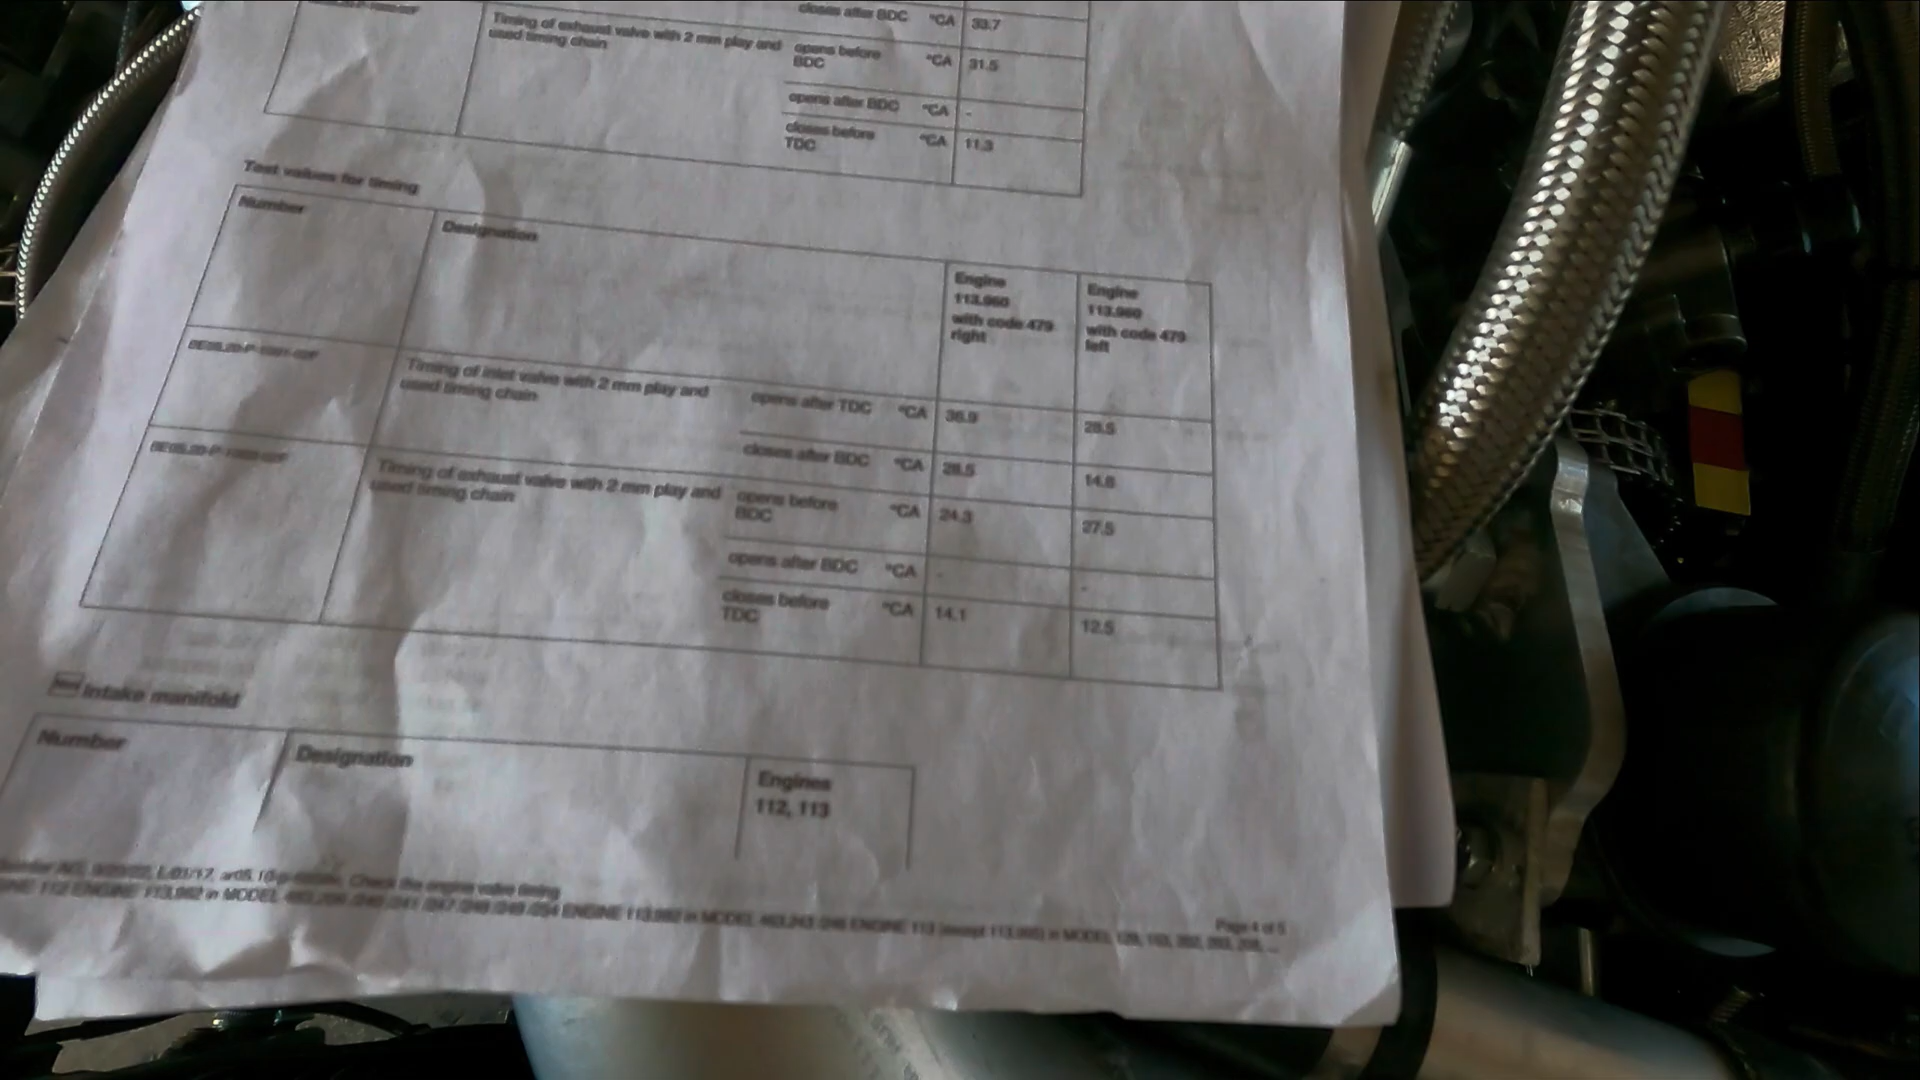 closes after BDC °CA 33.7
Timing of exhaust valve with 2 mm play and
used timing chain
opens before
BDC °CA 31.5
opens after BDC °CA -
closes before
TDC °CA 11.3
Test values for timing
Number Designation
Engine
113.960
with code 479
right
Engine
113.960
with code 479
left
Timing of inlet valve with 2 mm play and
used timing chain
opens after TDC °CA 36.9 28.5
closes after BDC °CA 28.5 14.8
Timing of exhaust valve with 2 mm play and
used timing chain
opens before
BDC °CA 24.3 27.5
opens after BDC °CA - -
closes before
TDC °CA 14.1 12.5
Intake manifold
Number Designation
Engines
112, 113
Check the engine valve timing
Page 4 of 5
ENGINE 113 in MODEL